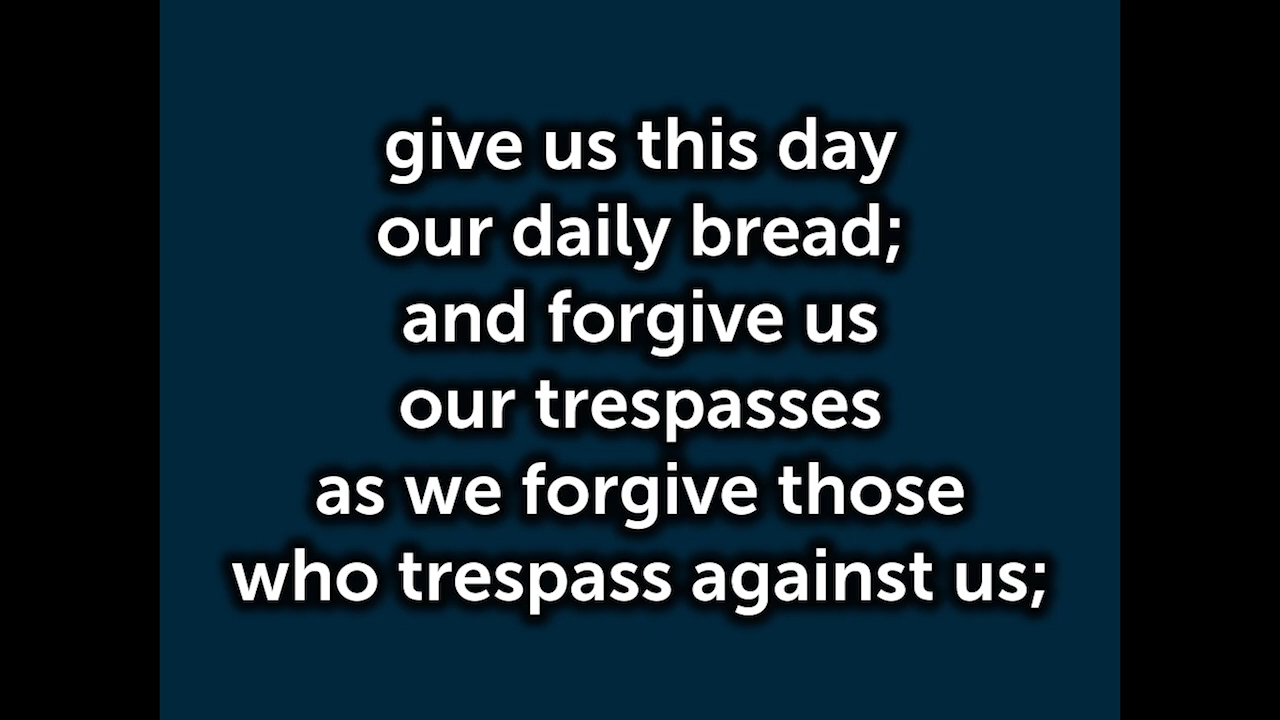 give us this day
our daily bread;
and forgive us
our trespasses
as we forgive those
who trespass against us;